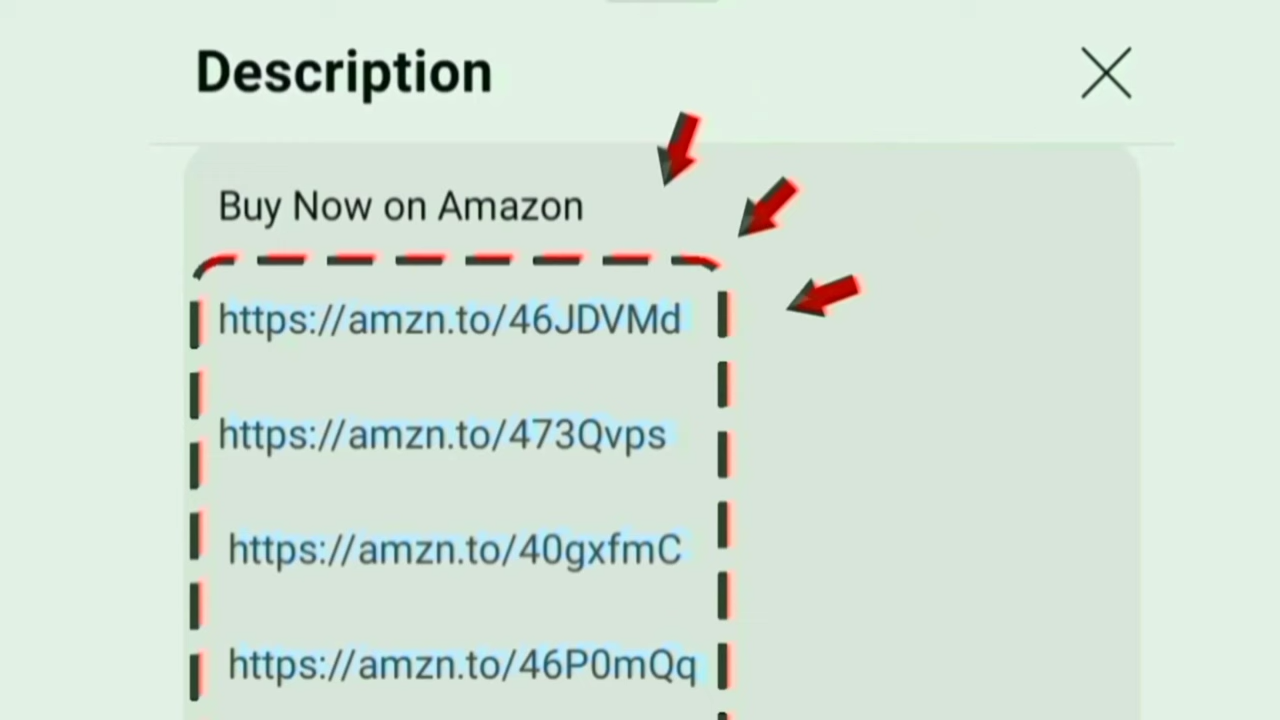 Description
Buy Now on Amazon
https://amzn.to/46JDVMd
https://amzn.to/473Qvps
https://amzn.to/40gxfmC
https://amzn.to/46P0mQq